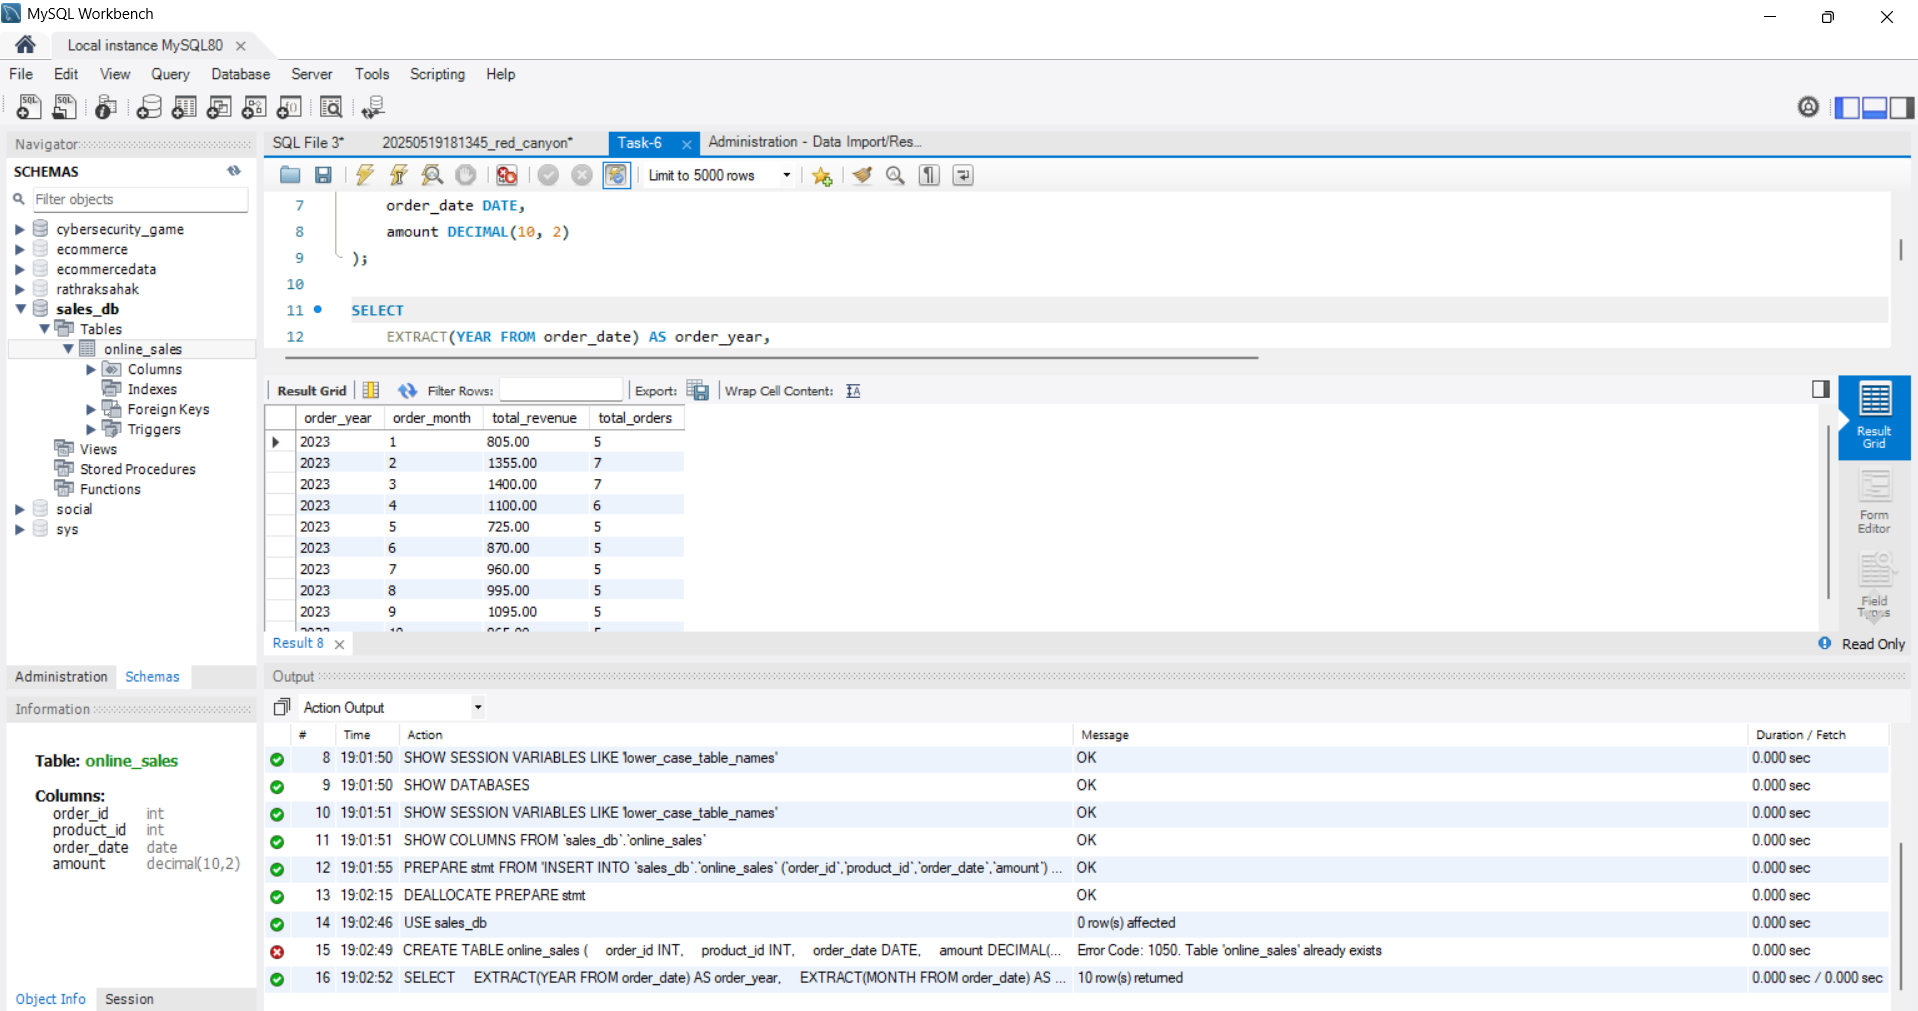 MySQL Workbench
Local instance MySQL80
File Edit View Query Database Server Tools Scripting Help
Navigator
SCHEMAS
Filter objects
cybersecurity_game
ecommerce
ecommercedata
rathraksahak
sales_db
Tables
online_sales
Columns
Indexes
Foreign Keys
Triggers
Views
Stored Procedures
Functions
social
sys
Administration Schemas
Information
Table: online_sales
Columns:
order_id int
product_id int
order_date date
amount decimal(10,2)
Object Info Session
SQL File 3* 20250519181345_red_canyon* Task-6 Administration - Data Import/Res...
Limit to 5000 rows
7 order_date DATE,
8 amount DECIMAL(10, 2)
9 );
10
11 SELECT
12 EXTRACT(YEAR FROM order_date) AS order_year,
Result Grid Filter Rows: Export: Wrap Cell Content:
order_year order_month total_revenue total_orders
2023 1 805.00 5
2023 2 1355.00 7
2023 3 1400.00 7
2023 4 1100.00 6
2023 5 725.00 5
2023 6 870.00 5
2023 7 960.00 5
2023 8 995.00 5
2023 9 1095.00 5
Result Grid
Form Editor
Field Types
Result 8
Read Only
Output
Action Output
# Time Action Message Duration / Fetch
8 19:01:50 SHOW SESSION VARIABLES LIKE 'lower_case_table_names' OK 0.000 sec
9 19:01:50 SHOW DATABASES OK 0.000 sec
10 19:01:51 SHOW SESSION VARIABLES LIKE 'lower_case_table_names' OK 0.000 sec
11 19:01:51 SHOW COLUMNS FROM `sales_db`.`online_sales` OK 0.000 sec
12 19:01:55 PREPARE stmt FROM 'INSERT INTO `sales_db`.`online_sales` (`order_id`,`product_id`,`order_date`,`amount`) ... OK 0.000 sec
13 19:02:15 DEALLOCATE PREPARE stmt OK 0.000 sec
14 19:02:46 USE sales_db 0 row(s) affected 0.000 sec
15 19:02:49 CREATE TABLE online_sales ( order_id INT, product_id INT, order_date DATE, amount DECIMAL(... Error Code: 1050. Table 'online_sales' already exists 0.000 sec
16 19:02:52 SELECT EXTRACT(YEAR FROM order_date) AS order_year, EXTRACT(MONTH FROM order_date) AS ... 10 row(s) returned 0.000 sec / 0.000 sec